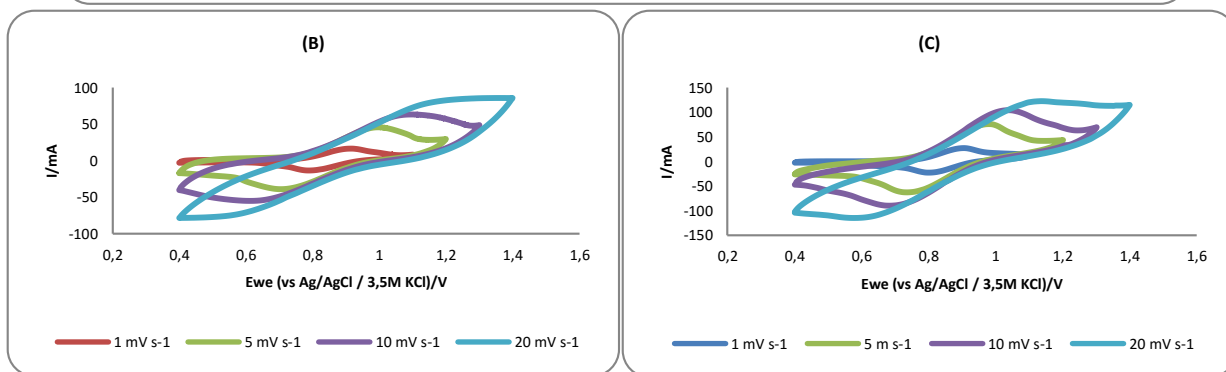 (B)
100
50
0
-50
-100
I/mA
0,2 0,4 0,6 0,8 1 1,2 1,4 1,6
Ewe (vs Ag/AgCl / 3,5M KCl)/V
1 mV s-1 5 mV s-1 10 mV s-1 20 mV s-1
(C)
150
100
50
0
-50
-100
-150
I/mA
0,2 0,4 0,6 0,8 1 1,2 1,4 1,6
Ewe (vs Ag/AgCl / 3,5M KCl)/V
1 mV s-1 5 m s-1 10 mV s-1 20 mV s-1